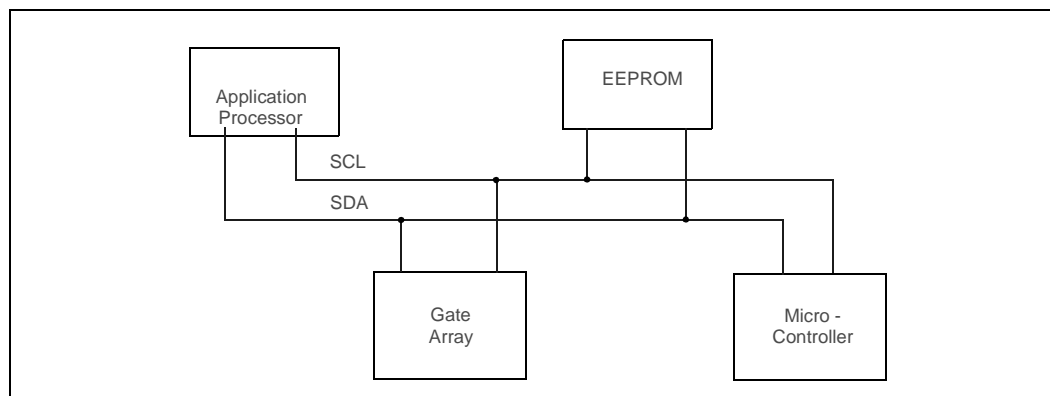 Application
Processor
EEPROM
SCL
SDA
Gate
Array
Micro -
Controller